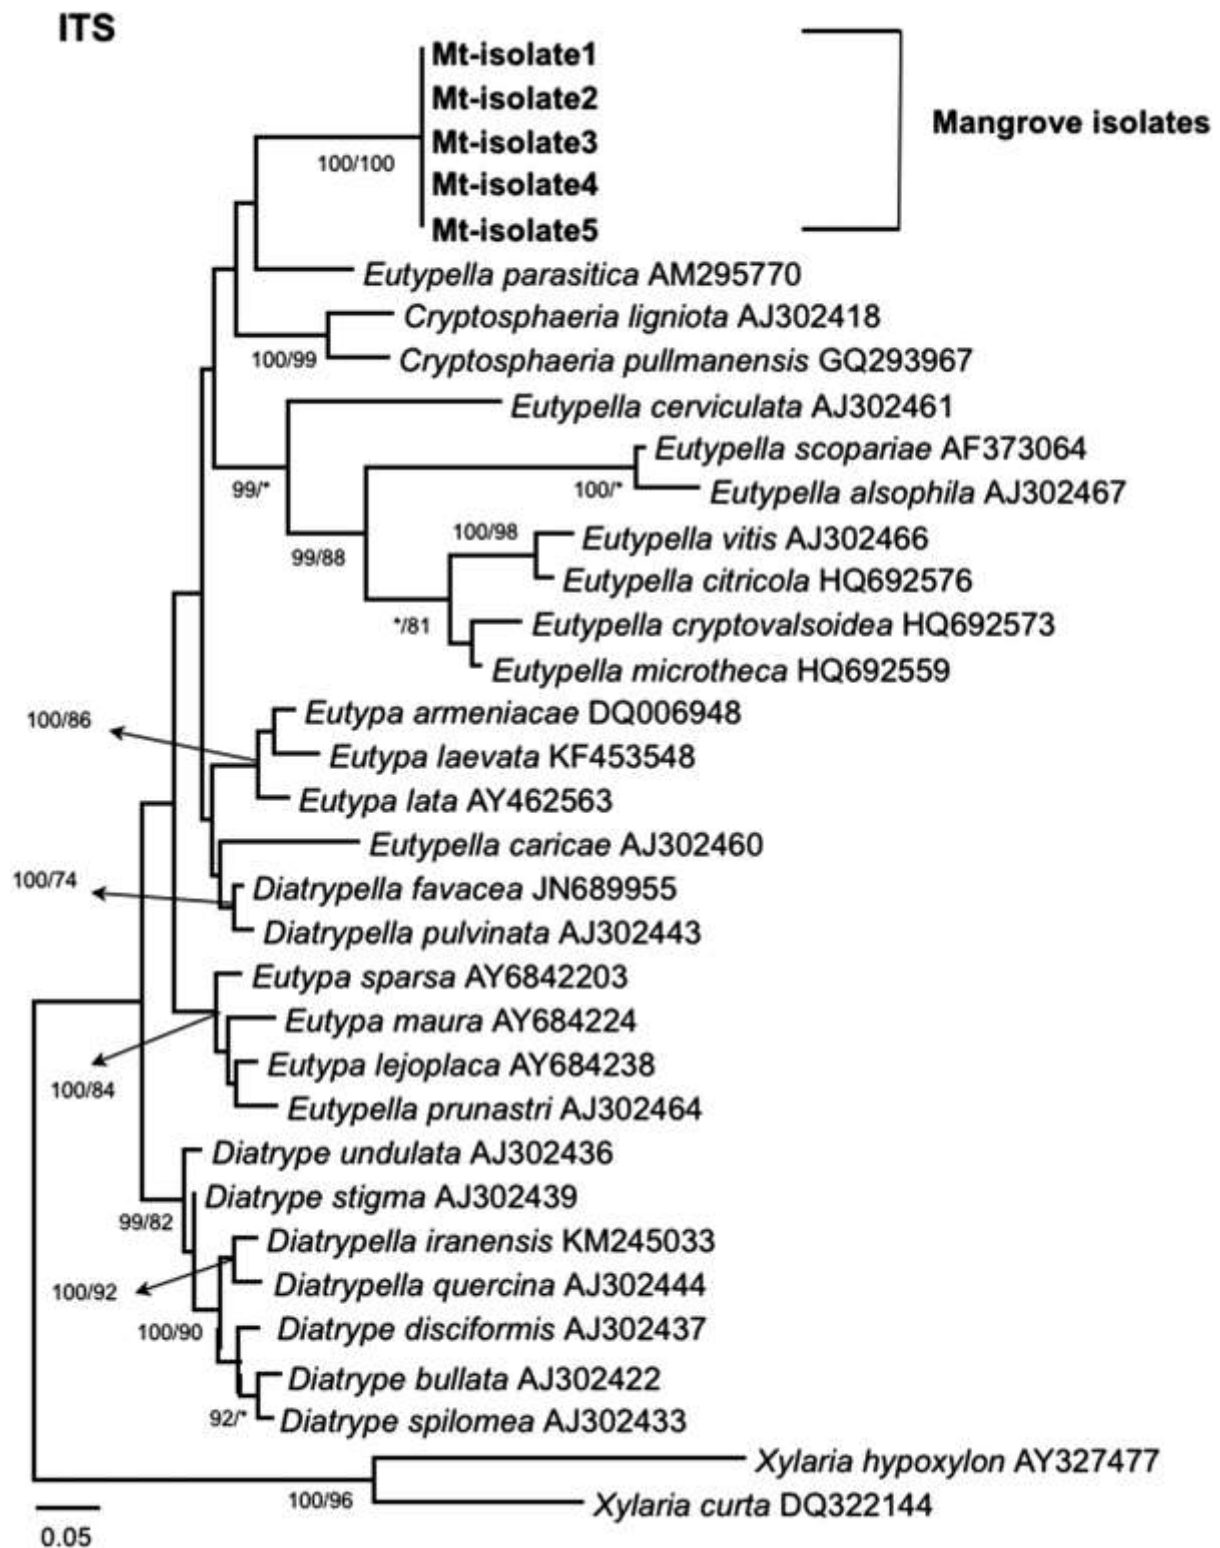 ITS
Mt-isolate1
Mt-isolate2
Mangrove isolates
Mt-isolate3
100/100
Mt-isolate4
Mt-isolate5
Eutypella parasitica AM295770
Cryptosphaeria ligniota AJ302418
100/99
Cryptosphaeria pullmanensis GQ293967
Eutypella cerviculata AJ302461
Eutypella scopariae AF373064
99/*
100/*
Eutypella alsophila AJ302467
100/98
Eutypella vitis AJ302466
99/88
Eutypella citricola HQ692576
*/81
Eutypella cryptovalsoidea HQ692573
Eutypella microtheca HQ692559
100/86
Eutypa armeniacae DQ006948
Eutypa laevata KF453548
Eutypa lata AY462563
Eutypella caricae AJ302460
100/74
Diatrypella favacea JN689955
Diatrypella pulvinata AJ302443
Eutypa sparsa AY6842203
Eutypa maura AY684224
Eutypa lejoplaca AY684238
100/84
Eutypella prunastri AJ302464
Diatrype undulata AJ302436
Diatrype stigma AJ302439
99/82
Diatrypella iranensis KM245033
100/92
Diatrypella quercina AJ302444
100/90
Diatrype disciformis AJ302437
Diatrype bullata AJ302422
92/*
Diatrype spilomea AJ302433
Xylaria hypoxylon AY327477
100/96
Xylaria curta DQ322144
0.05